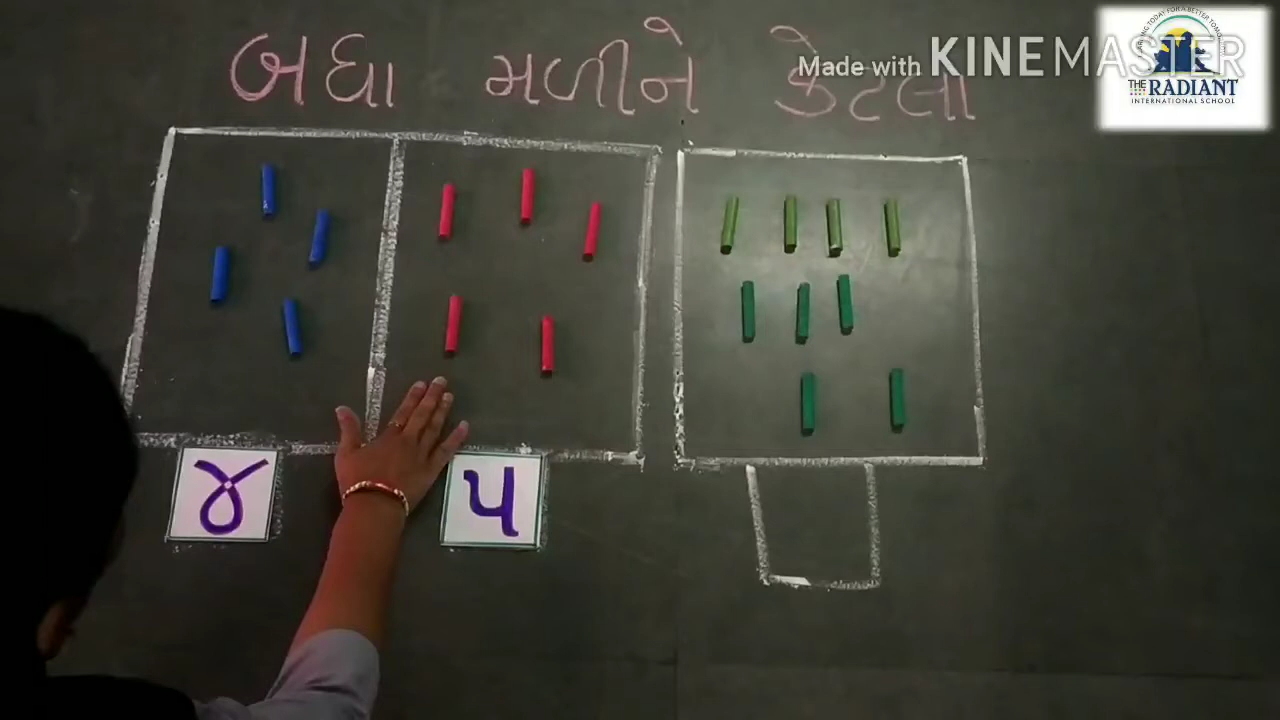 બધા મળીને કેટલા
Made with KINEMASTER
THE RADIANT
INTERNATIONAL SCHOOL
૪ ૫